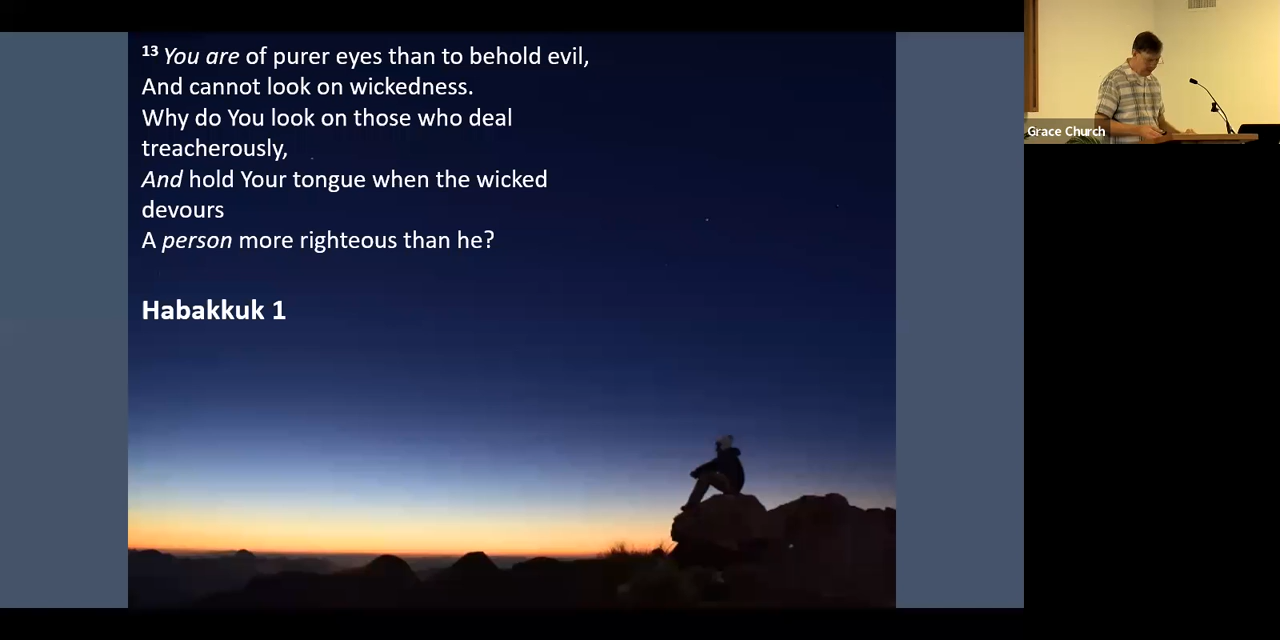 13 You are of purer eyes than to behold evil,
And cannot look on wickedness.
Why do You look on those who deal
treacherously,
And hold Your tongue when the wicked
devours
A person more righteous than he?
Habakkuk 1
Grace Church